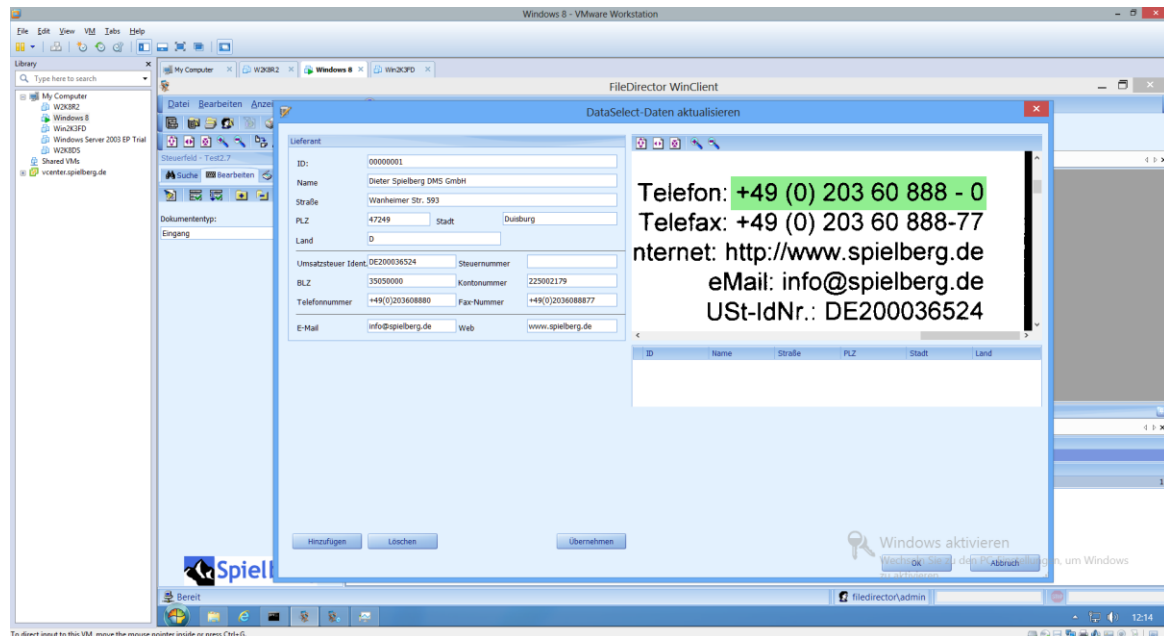 Windows 8 - VMware Workstation
File Edit View VM Tabs Help
Library
Type here to search
My Computer
W2K8R2
Windows 8
Win2K3FD
Windows Server 2003 EP Trial
W2K8DS
Shared VMs
vcenter.spielberg.de
My Computer W2K8R2 Windows 8 Win2K3FD
FileDirector WinClient
Datei Bearbeiten Anzei
Steuerfeld - Test2.7
Suche Bearbeiten
Dokumententyp:
Eingang
DataSelect-Daten aktualisieren
Lieferant
ID: 00000001
Name Dieter Spielberg DMS GmbH
Straße Wanheimer Str. 593
PLZ 47249 Stadt Duisburg
Land D
Umsatzsteuer Ident DE200036524 Steuernummer
BLZ 35050000 Kontonummer 225002179
Telefonnummer +49(0)203608880 Fax-Nummer +49(0)2036088877
E-Mail info@spielberg.de Web www.spielberg.de
Telefon: +49 (0) 203 60 888 - 0
Telefax: +49 (0) 203 60 888-77
nternet: http://www.spielberg.de
eMail: info@spielberg.de
USt-IdNr.: DE200036524
ID Name Straße PLZ Stadt Land
1
Hinzufügen Löschen Übernehmen
Windows aktivieren
OK Abbruch
um Windows
Spiell
Bereit
filedirector\admin
12:14
To direct input to this VM, move the mouse pointer inside or press Ctrl+G.